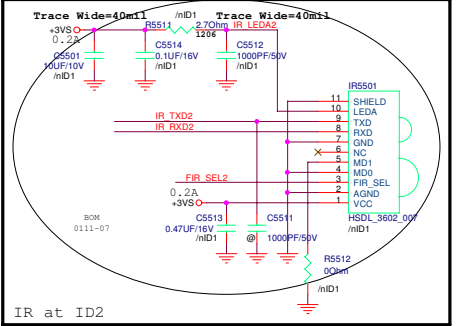 Trace Wide=40mil /nID1 Trace Wide=40mil
+3VS R5511 2.7Ohm IR_LEDA2
0.2A 1206
C5501 C5514 C5512
10UF/10V 0.1UF/16V 1000PF/50V
/nID1 /nID1 /nID1
IR5501
11 SHIELD
10 LEDA
IR_TXD2 9 TXD
IR_RXD2 8 RXD
7 GND
6 NC
5 MD1
4 MD0
FIR_SEL2 3 FIR_SEL
0.2A 2 AGND
+3VS 1 VCC
BOM
0111-07
C5513 C5511 HSDL_3602_007
0.47UF/16V @ 1000PF/50V /nID1
/nID1
R5512
0Ohm
/nID1
IR at ID2